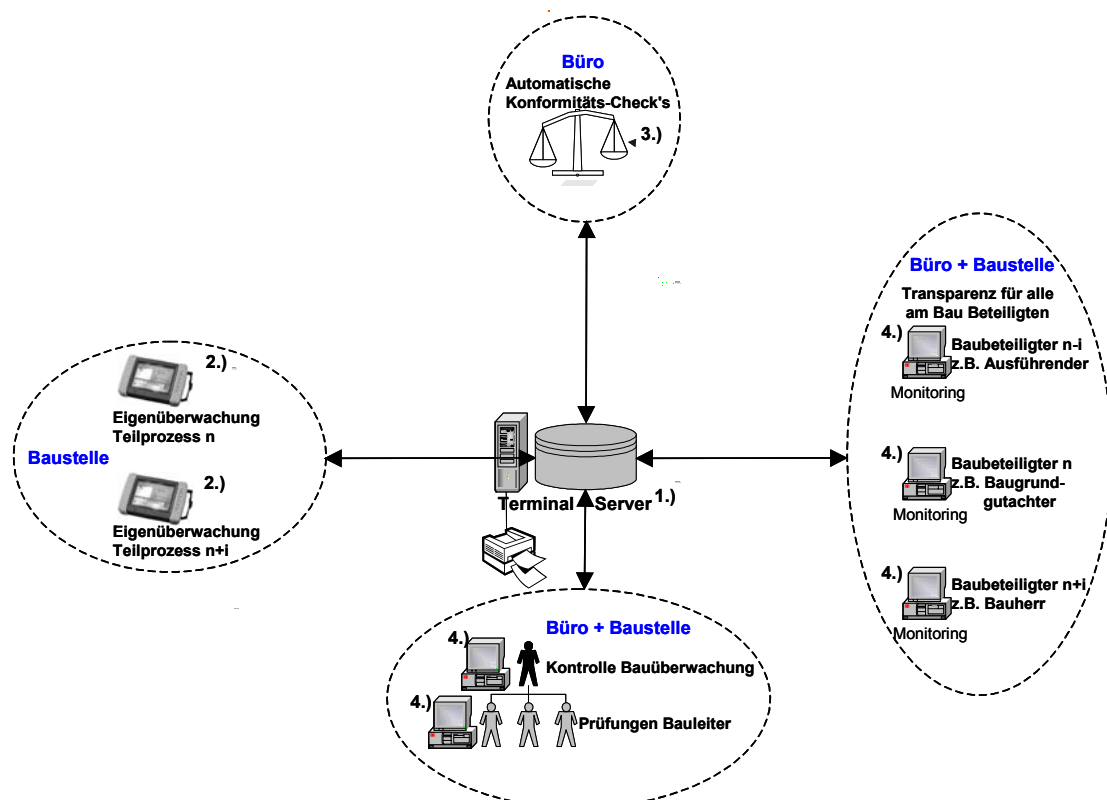 Büro
Automatische
Konformitäts-Check's
3.)
Büro + Baustelle
Transparenz für alle
am Bau Beteiligten
4.)
Baubeteiligter n-i
z.B. Ausführender
Monitoring
4.)
Baubeteiligter n
z.B. Baugrund-
gutachter
Monitoring
4.)
Baubeteiligter n+i
z.B. Bauherr
Monitoring
2.)
Eigenüberwachung
Teilprozess n
Baustelle
2.)
Eigenüberwachung
Teilprozess n+i
Terminal Server 1.)
Büro + Baustelle
4.)
Kontrolle Bauüberwachung
4.)
Prüfungen Bauleiter